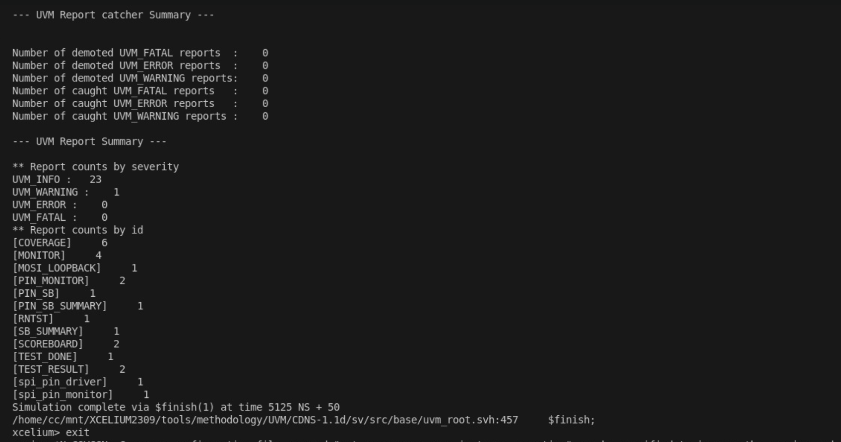 --- UVM Report catcher Summary ---
Number of demoted UVM_FATAL reports  :    0
Number of demoted UVM_ERROR reports  :    0
Number of demoted UVM_WARNING reports:    0
Number of caught UVM_FATAL reports   :    0
Number of caught UVM_ERROR reports   :    0
Number of caught UVM_WARNING reports :    0
--- UVM Report Summary ---
** Report counts by severity
UVM_INFO :   23
UVM_WARNING :    1
UVM_ERROR :    0
UVM_FATAL :    0
** Report counts by id
[COVERAGE]     6
[MONITOR]     4
[MOSI_LOOPBACK]     1
[PIN_MONITOR]     2
[PIN_SB]     1
[PIN_SB_SUMMARY]     1
[RNTST]     1
[SB_SUMMARY]     1
[SCOREBOARD]     2
[TEST_DONE]     1
[TEST_RESULT]     2
[spi_pin_driver]     1
[spi_pin_monitor]     1
Simulation complete via $finish(1) at time 5125 NS + 50
/home/cc/mnt/XCELIUM2309/tools/methodology/UVM/CDNS-1.1d/sv/src/base/uvm_root.svh:457     $finish;
xcelium> exit